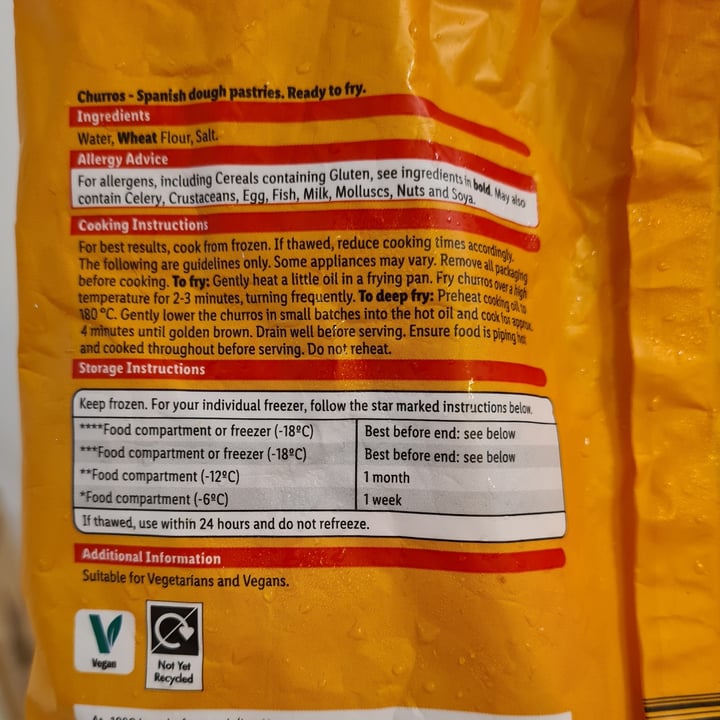 Churros - Spanish dough pastries. Ready to fry.
Ingredients
Water, Wheat Flour, Salt.
Allergy Advice
For allergens, including Cereals containing Gluten, see ingredients in bold. May also
contain Celery, Crustaceans, Egg, Fish, Milk, Molluscs, Nuts and Soya.
Cooking Instructions
For best results, cook from frozen. If thawed, reduce cooking times accordingly.
The following are guidelines only. Some appliances may vary. Remove all packaging
before cooking. To fry: Gently heat a little oil in a frying pan. Fry churros over a high
temperature for 2-3 minutes, turning frequently. To deep fry: Preheat cooking oil to
180°C. Gently lower the churros in small batches into the hot oil and cook for approx.
4 minutes until golden brown. Drain well before serving. Ensure food is piping hot
and cooked throughout before serving. Do not reheat.
Storage Instructions
Keep frozen. For your individual freezer, follow the star marked instructions below.
****Food compartment or freezer (-18ºC) Best before end: see below
***Food compartment or freezer (-18ºC) Best before end: see below
**Food compartment (-12ºC) 1 month
*Food compartment (-6ºC) 1 week
If thawed, use within 24 hours and do not refreeze.
Additional Information
Suitable for Vegetarians and Vegans.
V
Vegan
Not Yet
Recycled